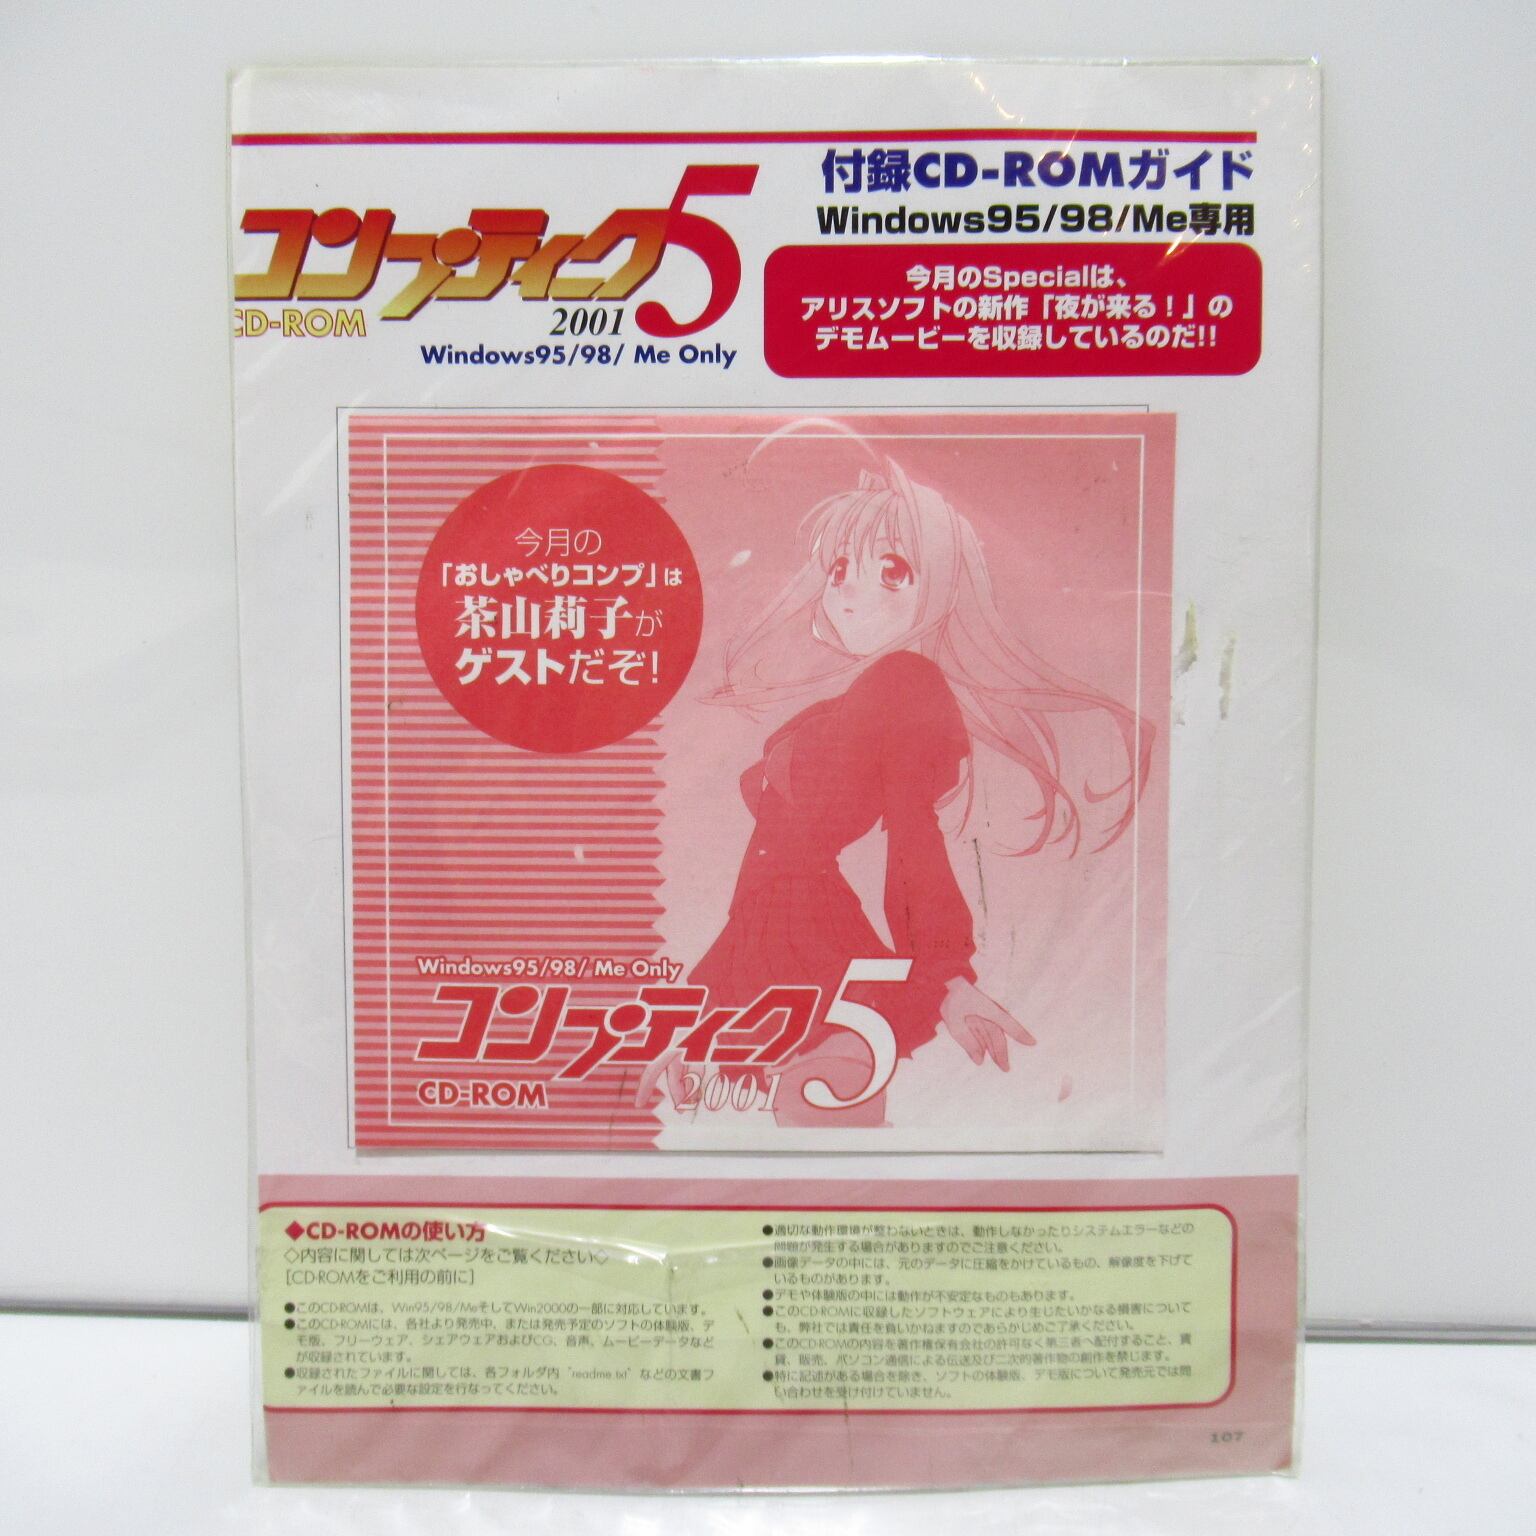 付録CD-ROMガイド
Windows95/98/Me専用
コンプティーク5
CD-ROM
2001
Windows95/98/ Me Only
今月のSpecialは、
アリスソフトの新作「夜が来る!」の
デモムービーを収録しているのだ!!
今月の
「おしゃべりコンプ」は
茶山莉子が
ゲストだぞ!
Windows95/98/ Me Only
コンプティーク5
CD-ROM
2001
◆CD-ROMの使い方
◇内容に関しては次ページをご覧ください◇
[CD-ROMをご利用の前に]
●このCD-ROMは、Win95/98/MeそしてWin2000の一部に対応しています。
●このCD-ROMには、各社より発売中、または発売予定のソフトの体験版、デ
モ版、フリーウェア、シェアウェアおよびCG、音声、ムービーデータなど
が収録されています。
●収録されたファイルに関しては、各フォルダ内"readme.txt"などの文書フ
ァイルを読んで必要な設定を行なってください。
●適切な動作環境が整わないときは、動作しなかったりシステムエラーなどの
問題が発生する場合がありますのでご注意ください。
●画像データの中には、元のデータに圧縮をかけているもの、解像度を下げて
いるものがあります。
●デモや体験版の中には動作が不安定なものもあります。
●このCD-ROMに収録したソフトウェアにより生じたいかなる損害について
も、弊社では責任を負いかねますのであらかじめご了承ください。
●このCD-ROMの内容を著作権保有会社の許可なく第三者へ配付すること、賃
貸、販売、パソコン通信による伝送及び二次的著作物の創作を禁じます。
●特に記述がある場合を除き、ソフトの体験版、デモ版について発売元では問
い合わせを受け付けていません。
107